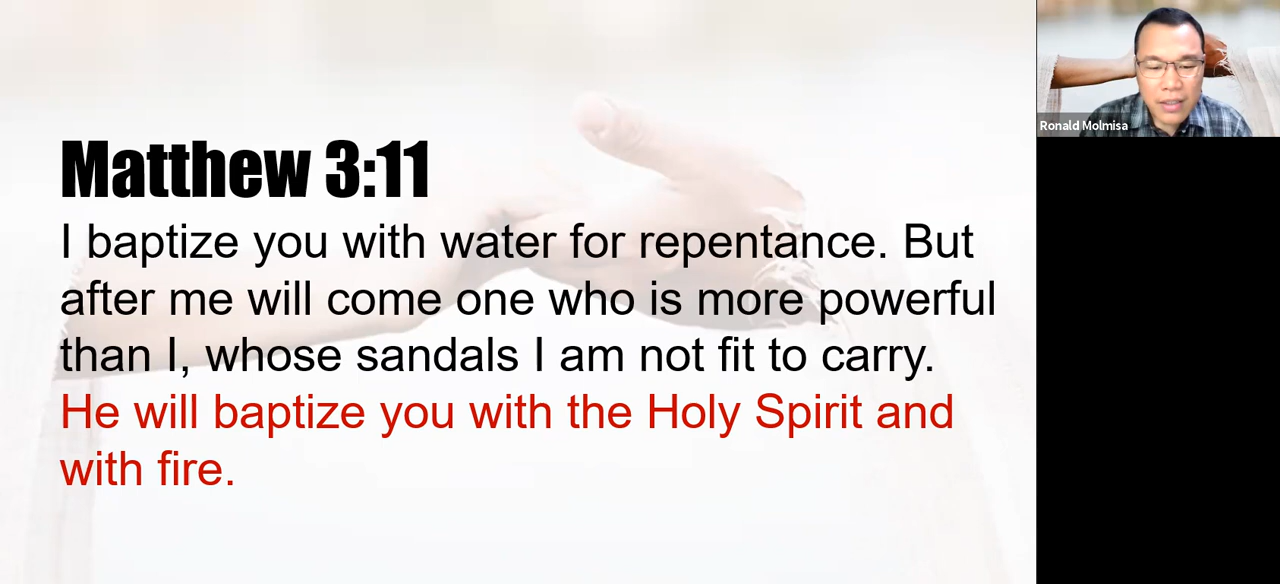 Matthew 3:11
I baptize you with water for repentance. But
after me will come one who is more powerful
than I, whose sandals I am not fit to carry.
He will baptize you with the Holy Spirit and
with fire.
Ronald Molmisa